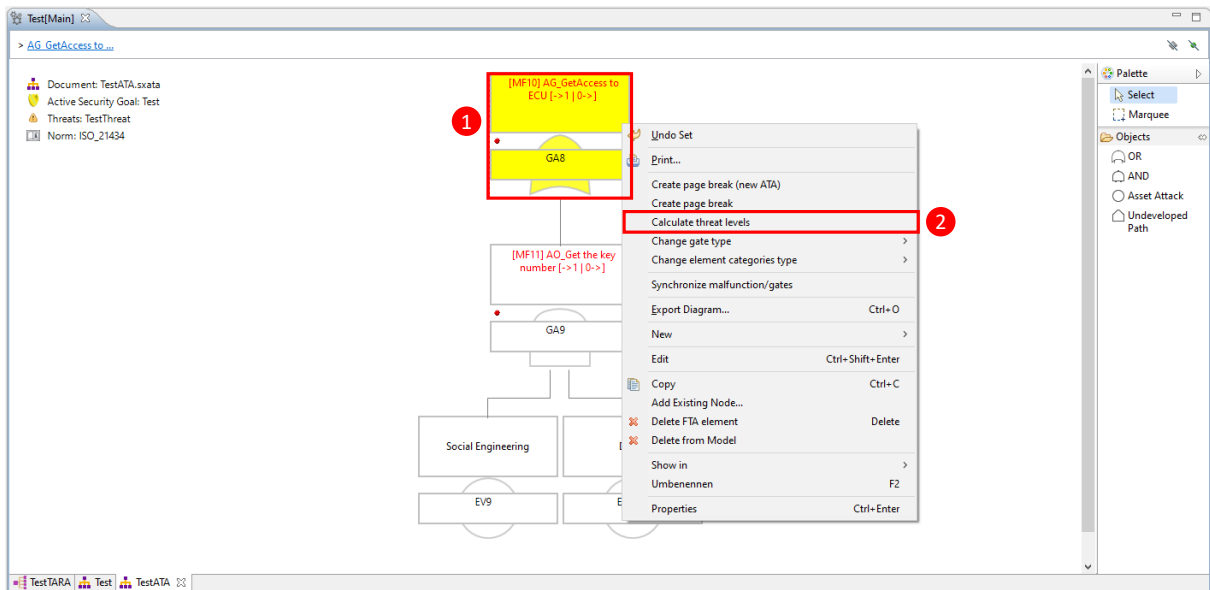 Test[Main]
> AG_GetAccess to ...
Document: TestATA.sxata
Active Security Goal: Test
Threats: TestThreat
Norm: ISO_21434
[MF10] AG_GetAccess to
ECU [->1 | 0->]
1
GA8
[MF11] AO_Get the key
number [->1 | 0->]
GA9
Social Engineering
EV9
Undo Set
Print...
Create page break (new ATA)
Create page break
Calculate threat levels
2
Change gate type
Change element categories type
Synchronize malfunction/gates
Export Diagram... Ctrl+O
New
Edit Ctrl+Shift+Enter
Copy Ctrl+C
Add Existing Node...
Delete FTA element Delete
Delete from Model
Show in
Umbenennen F2
Properties Ctrl+Enter
Palette
Select
Marquee
Objects
OR
AND
Asset Attack
Undeveloped
Path
TestTARA Test TestATA